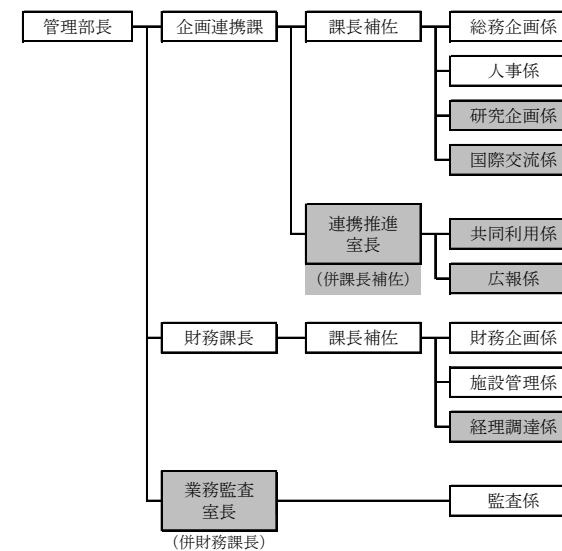 管理部長
企画連携課
課長補佐
総務企画係
人事係
研究企画係
国際交流係
連携推進
室長
（併課長補佐）
共同利用係
広報係
財務課長
課長補佐
財務企画係
施設管理係
経理調達係
業務監査
室長
（併財務課長）
監査係